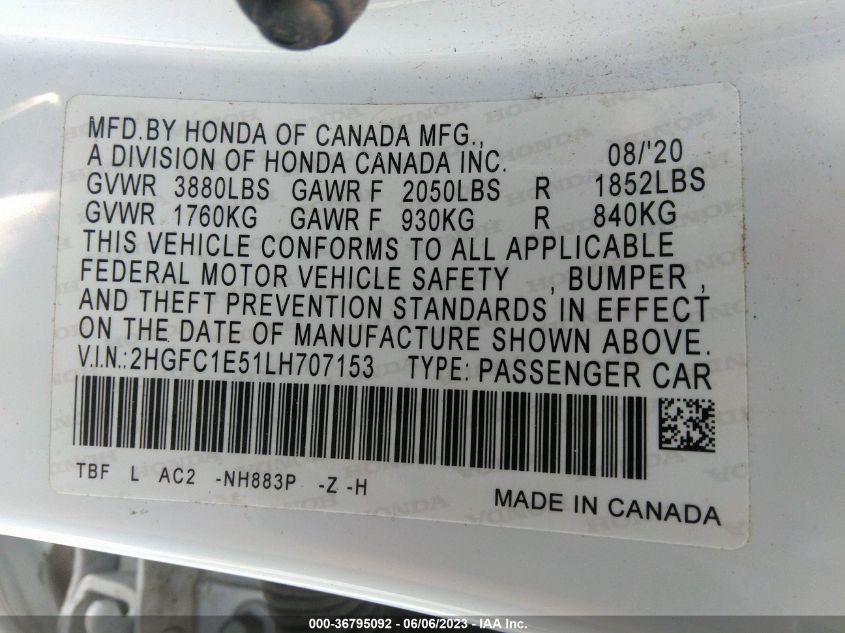 MFD.BY HONDA OF CANADA MFG.,
A DIVISION OF HONDA CANADA INC. 08/'20
GVWR 3880LBS GAWR F 2050LBS R 1852LBS
GVWR 1760KG GAWR F 930KG R 840KG
THIS VEHICLE CONFORMS TO ALL APPLICABLE
FEDERAL MOTOR VEHICLE SAFETY , BUMPER ,
AND THEFT PREVENTION STANDARDS IN EFFECT
ON THE DATE OF MANUFACTURE SHOWN ABOVE.
V.I.N.: 2HGFC1E51LH707153 TYPE: PASSENGER CAR
TBF L AC2 -NH883P -Z -H
MADE IN CANADA
000-36795092 - 06/06/2023 - IAA Inc.